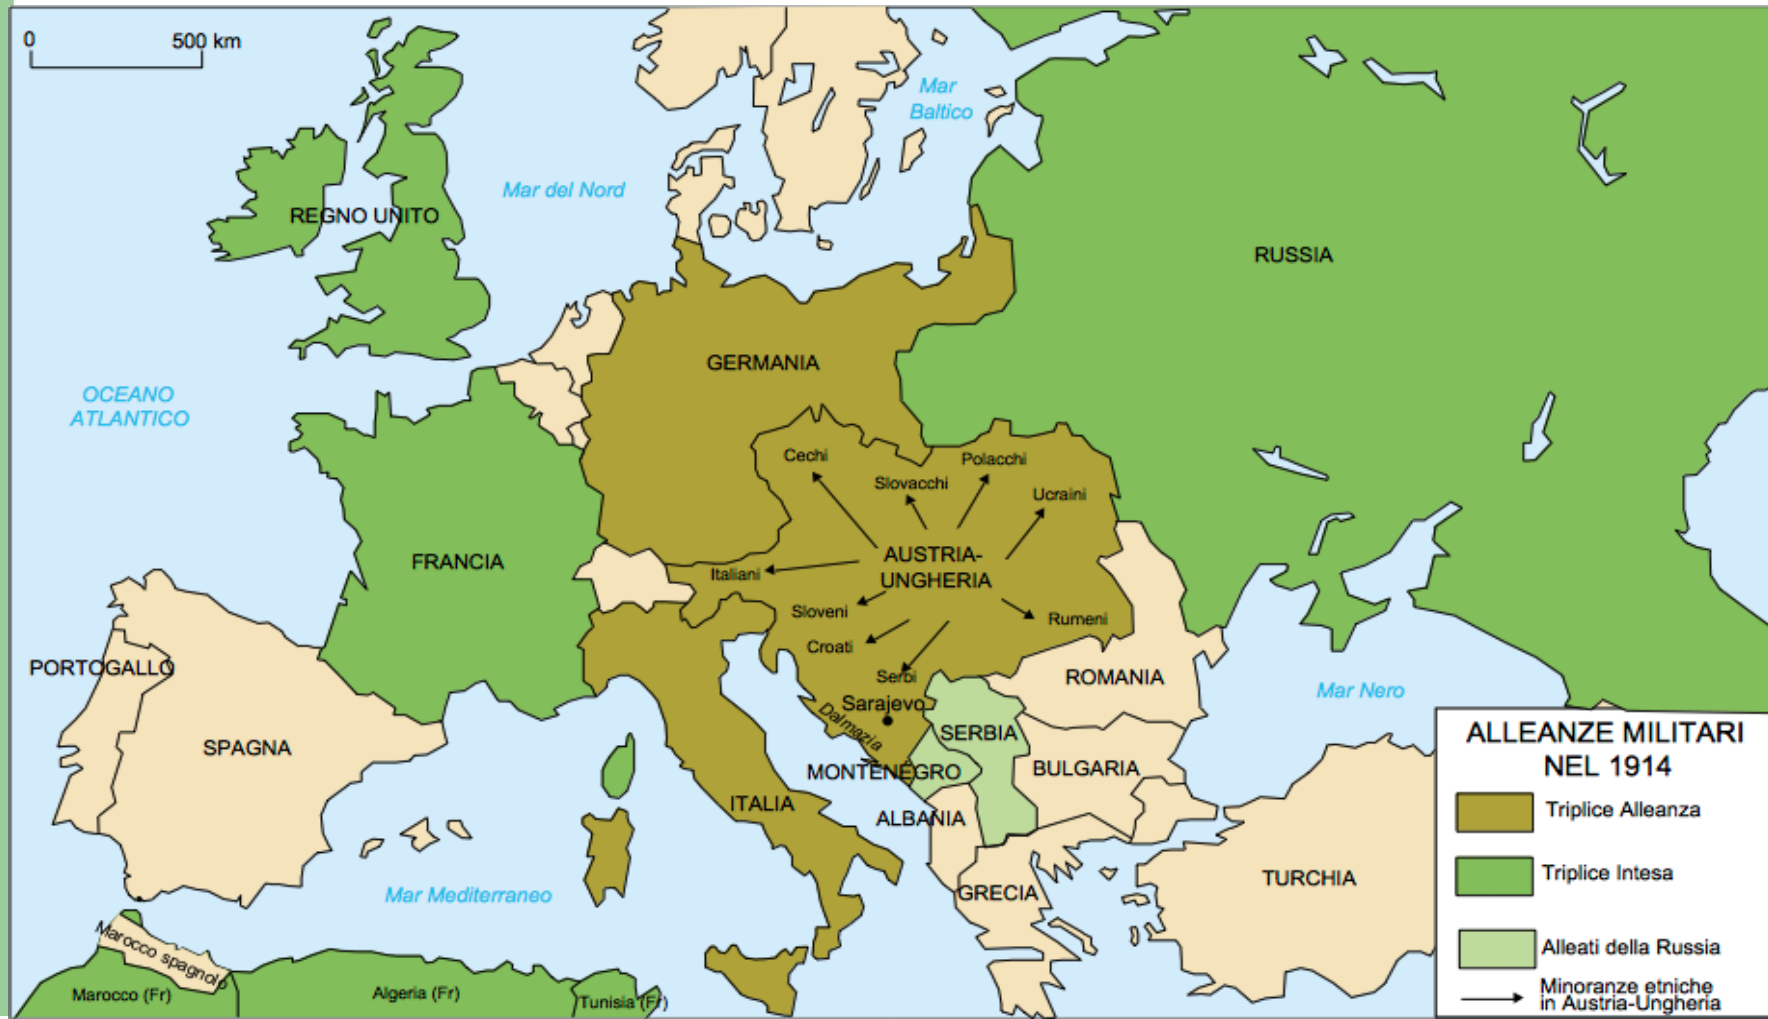 0 500 km
Mar
Baltico
Mar del Nord
REGNO UNITO
RUSSIA
GERMANIA
OCEANO
ATLANTICO
Cechi
Polacchi
Slovacchi
Ucraini
FRANCIA
AUSTRIA-
UNGHERIA
Italiani
Sloveni
Rumeni
Croati
PORTOGALLO
Serbi
ROMANIA
Mar Nero
Sarajevo
Dalmazia
SERBIA
SPAGNA
MONTENEGRO
BULGARIA
ITALIA
ALBANIA
TURCHIA
Mar Mediterraneo
GRECIA
Marocco spagnolo
Marocco (Fr)
Algeria (Fr)
Tunisia (Fr)
ALLEANZE MILITARI
NEL 1914
Triplice Alleanza
Triplice Intesa
Alleati della Russia
Minoranze etniche
in Austria-Ungheria